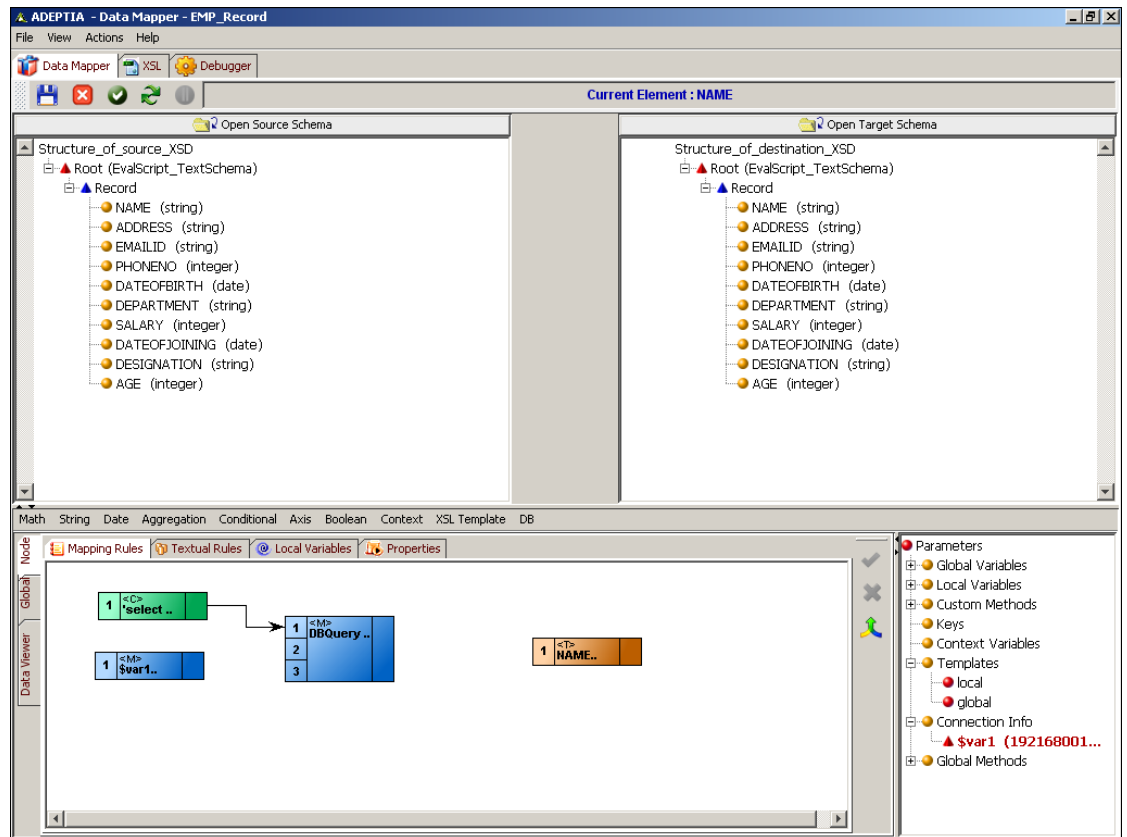 ADEPTIA - Data Mapper - EMP_Record
File View Actions Help
Data Mapper XSL Debugger
Current Element : NAME
Open Source Schema
Structure_of_source_XSD
Root (EvalScript_TextSchema)
Record
NAME (string)
ADDRESS (string)
EMAILID (string)
PHONENO (integer)
DATEOFBIRTH (date)
DEPARTMENT (string)
SALARY (integer)
DATEOFJOINING (date)
DESIGNATION (string)
AGE (integer)
Open Target Schema
Structure_of_destination_XSD
Root (EvalScript_TextSchema)
Record
NAME (string)
ADDRESS (string)
EMAILID (string)
PHONENO (integer)
DATEOFBIRTH (date)
DEPARTMENT (string)
SALARY (integer)
DATEOFJOINING (date)
DESIGNATION (string)
AGE (integer)
Math String Date Aggregation Conditional Axis Boolean Context XSL Template DB
Node
Global
Data Viewer
Mapping Rules Textual Rules @ Local Variables Properties
1 <C> 'select ..
1 <M> $var1..
1 <M> DBQuery ..
2
3
1 <T> NAME..
Parameters
Global Variables
Local Variables
Custom Methods
Keys
Context Variables
Templates
local
global
Connection Info
$var1 (192168001...
Global Methods